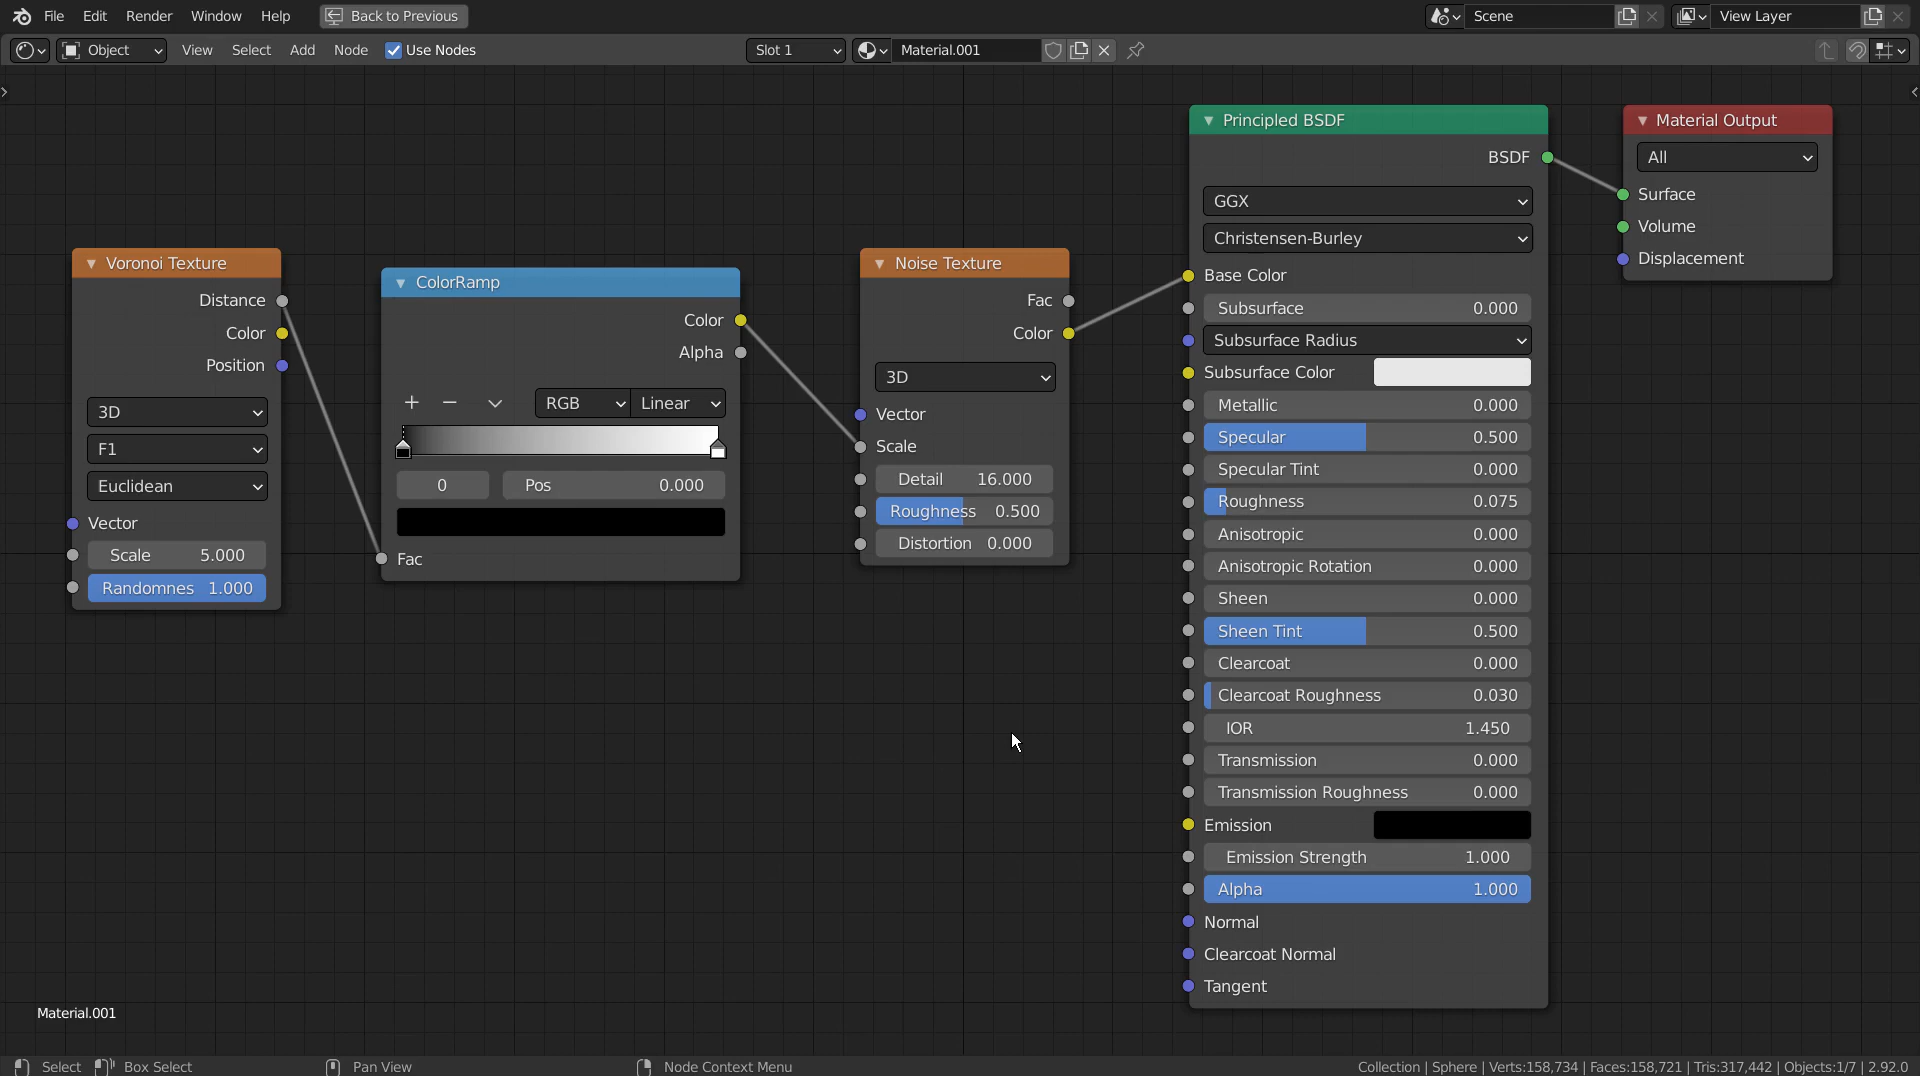 File Edit Render Window Help Back to Previous Scene View Layer
Object View Select Add Node Use Nodes Slot 1 Material.001
Voronoi Texture
Distance
Color
Position
3D
F1
Euclidean
Vector
Scale 5.000
Randomnes 1.000
ColorRamp
Color
Alpha
+ − RGB Linear
0 Pos 0.000
Fac
Noise Texture
Fac
Color
3D
Vector
Scale
Detail 16.000
Roughness 0.500
Distortion 0.000
Principled BSDF
BSDF
GGX
Christensen-Burley
Base Color
Subsurface 0.000
Subsurface Radius
Subsurface Color
Metallic 0.000
Specular 0.500
Specular Tint 0.000
Roughness 0.075
Anisotropic 0.000
Anisotropic Rotation 0.000
Sheen 0.000
Sheen Tint 0.500
Clearcoat 0.000
Clearcoat Roughness 0.030
IOR 1.450
Transmission 0.000
Transmission Roughness 0.000
Emission
Emission Strength 1.000
Alpha 1.000
Normal
Clearcoat Normal
Tangent
Material Output
All
Surface
Volume
Displacement
Material.001
Select Box Select Pan View Node Context Menu Collection | Sphere | Verts:158,734 | Faces:158,721 | Tris:317,442 | Objects:1/7 | 2.92.0